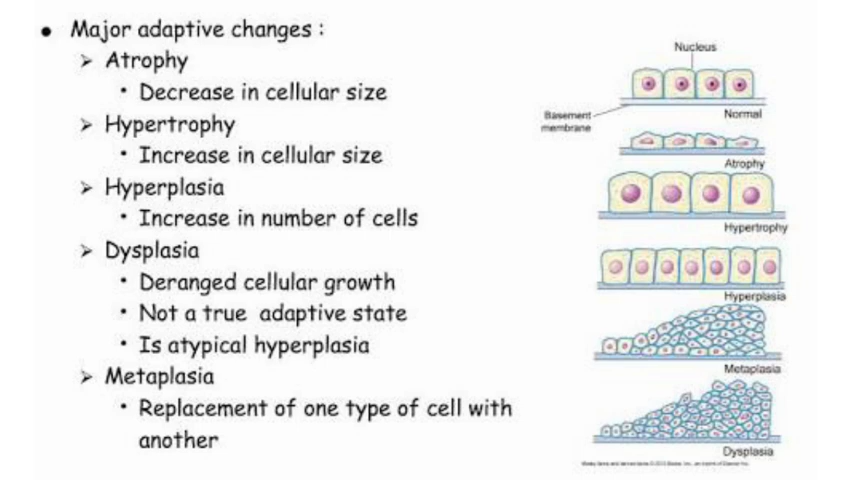 • Major adaptive changes :
➢ Atrophy
• Decrease in cellular size
➢ Hypertrophy
• Increase in cellular size
➢ Hyperplasia
• Increase in number of cells
➢ Dysplasia
• Deranged cellular growth
• Not a true adaptive state
• Is atypical hyperplasia
➢ Metaplasia
• Replacement of one type of cell with
another
Nucleus
Basement
membrane
Normal
Atrophy
Hypertrophy
Hyperplasia
Metaplasia
Dysplasia